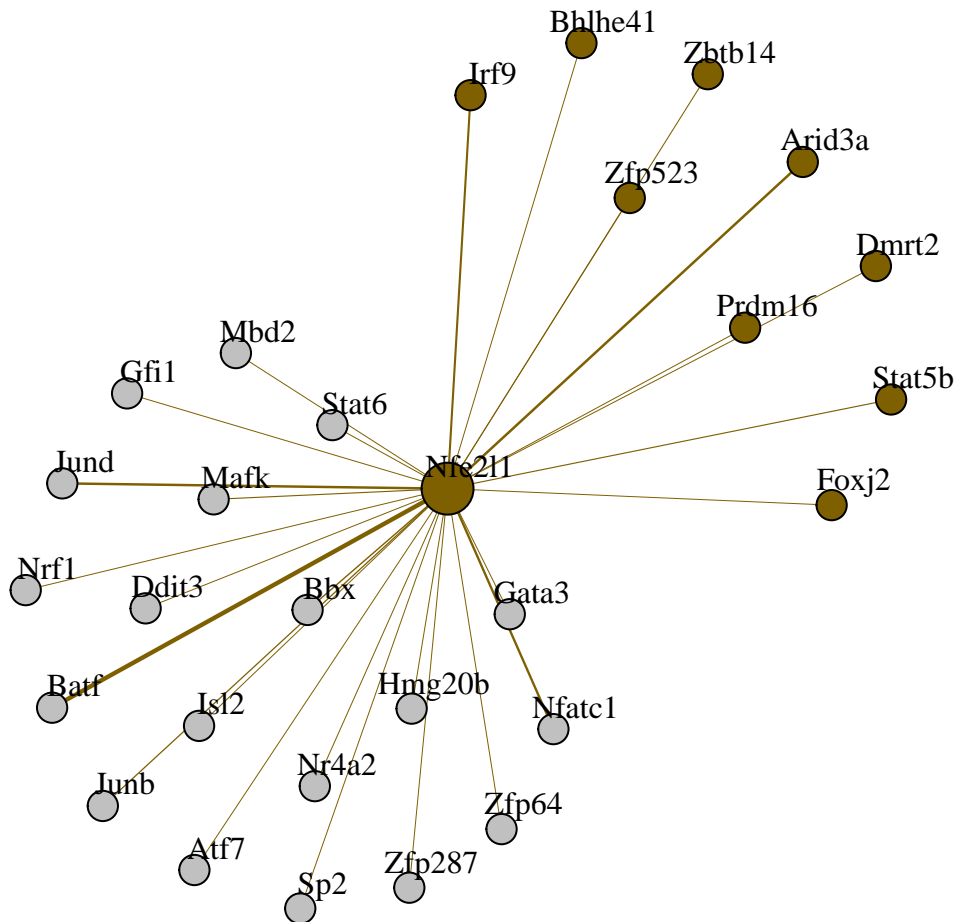 Bhlhe41
Zbtb14
Irf9
Arid3a
Zfp523
Dmrt2
Prdm16
Mbd2
Gfi1
Stat5b
Stat6
Jund
Nfe2l1
Mafk
Foxj2
Nrf1
Ddit3
Bbx
Gata3
Batf
Isl2
Hmg20b
Nfatc1
Junb
Nr4a2
Zfp64
Atf7
Zfp287
Sp2